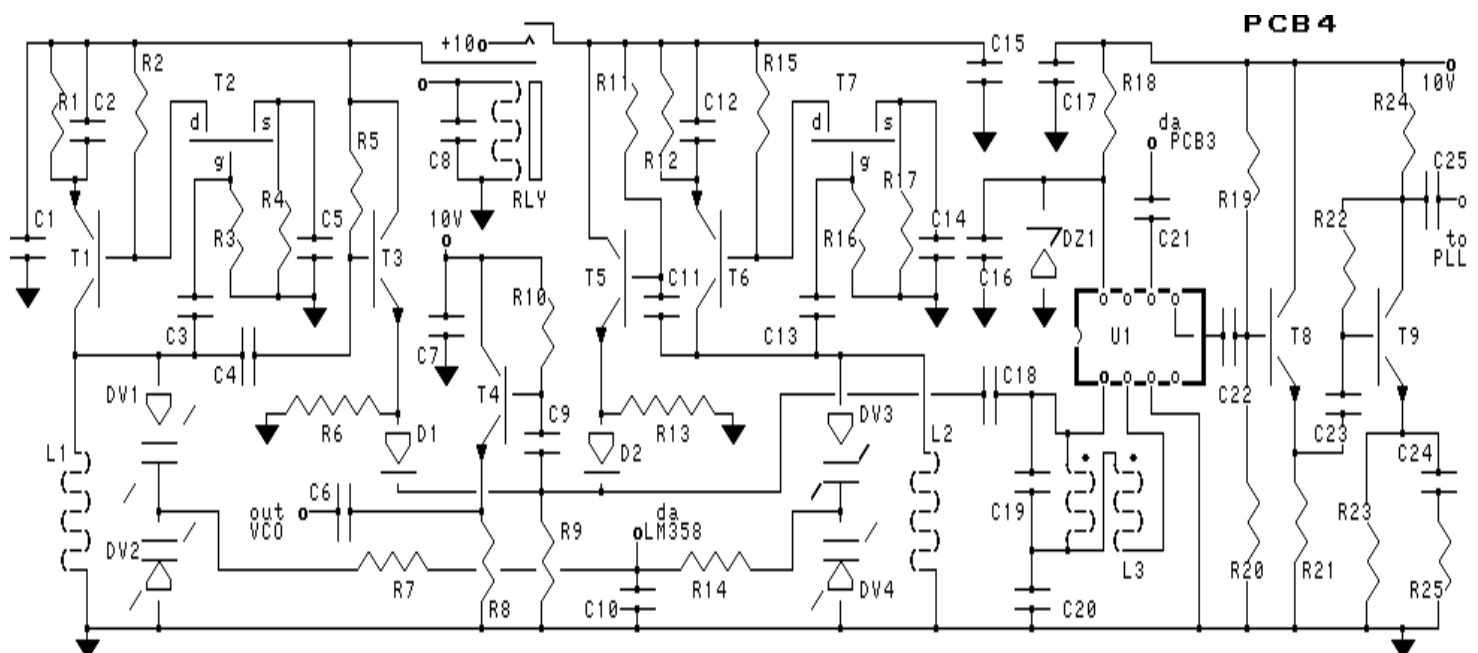 PCB4
+10
C15
R2
T2
R11
R15
T7
R18
C17
10V
R24
R1
C2
C12
d
s
d
s
da
PCB3
C25
R5
C8
R12
g
g
R4
RLY
R17
R19
C1
C5
10V
C14
R22
T1
R3
T3
T5
C11
T6
R16
C16
DZ1
C21
to
PLL
R10
C3
C7
C13
U1
T8
T9
C4
T4
C18
C22
DV1
C9
DV3
R6
D1
D2
R13
L2
C23
C24
L1
C6
out
VCO
da
LM358
C19
R9
R23
DV2
R7
R14
DV4
L3
R20
R21
R25
R8
C10
C20